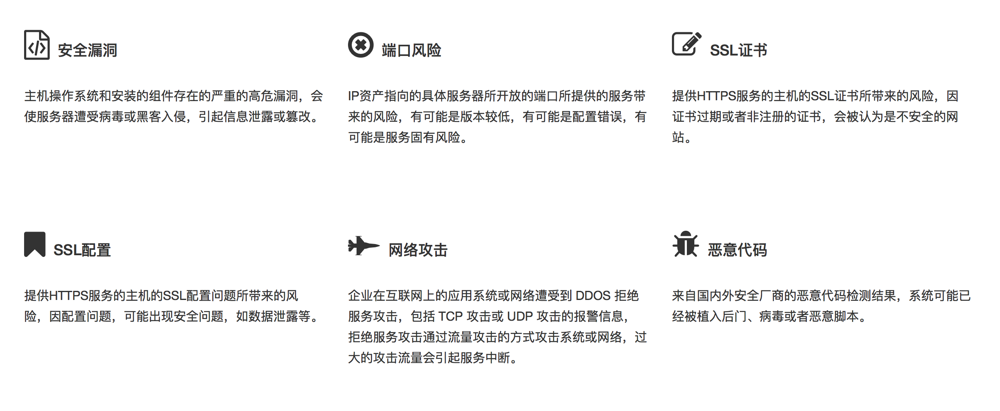 安全漏洞
主机操作系统和安装的组件存在的严重的高危漏洞，会
使服务器遭受病毒或黑客入侵，引起信息泄露或篡改。
端口风险
IP资产指向的具体服务器所开放的端口所提供的服务带
来的风险，有可能是版本较低，有可能是配置错误，有
可能是服务固有风险。
SSL证书
提供HTTPS服务的主机的SSL证书所带来的风险，因
证书过期或者非注册的证书，会被认为是不安全的网
站。
SSL配置
提供HTTPS服务的主机的SSL配置问题所带来的风
险，因配置问题，可能出现安全问题，如数据泄露等。
网络攻击
企业在互联网上的应用系统或网络遭受到 DDOS 拒绝
服务攻击，包括 TCP 攻击或 UDP 攻击的报警信息，
拒绝服务攻击通过流量攻击的方式攻击系统或网络，过
大的攻击流量会引起服务中断。
恶意代码
来自国内外安全厂商的恶意代码检测结果，系统可能已
经被植入后门、病毒或者恶意脚本。